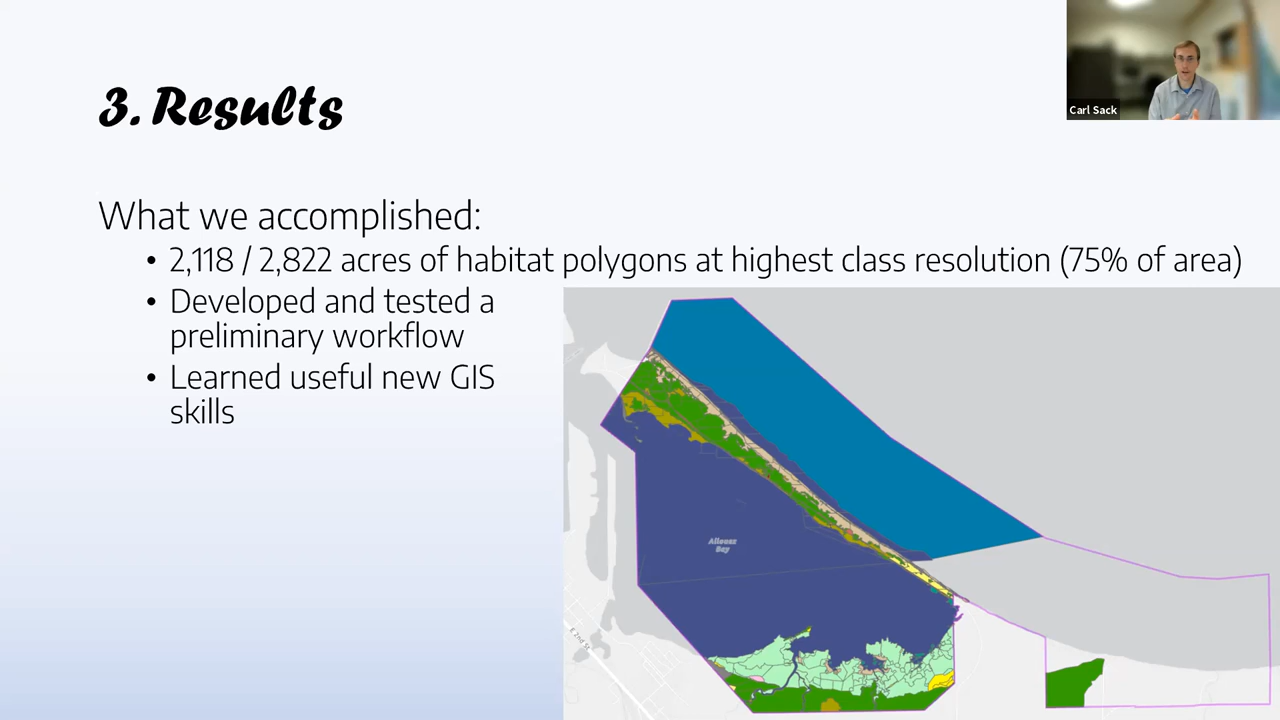 Carl Sack
3. Results
What we accomplished:
• 2,118 / 2,822 acres of habitat polygons at highest class resolution (75% of area)
• Developed and tested a
preliminary workflow
• Learned useful new GIS
skills
Allouez
Bay
E 2nd St